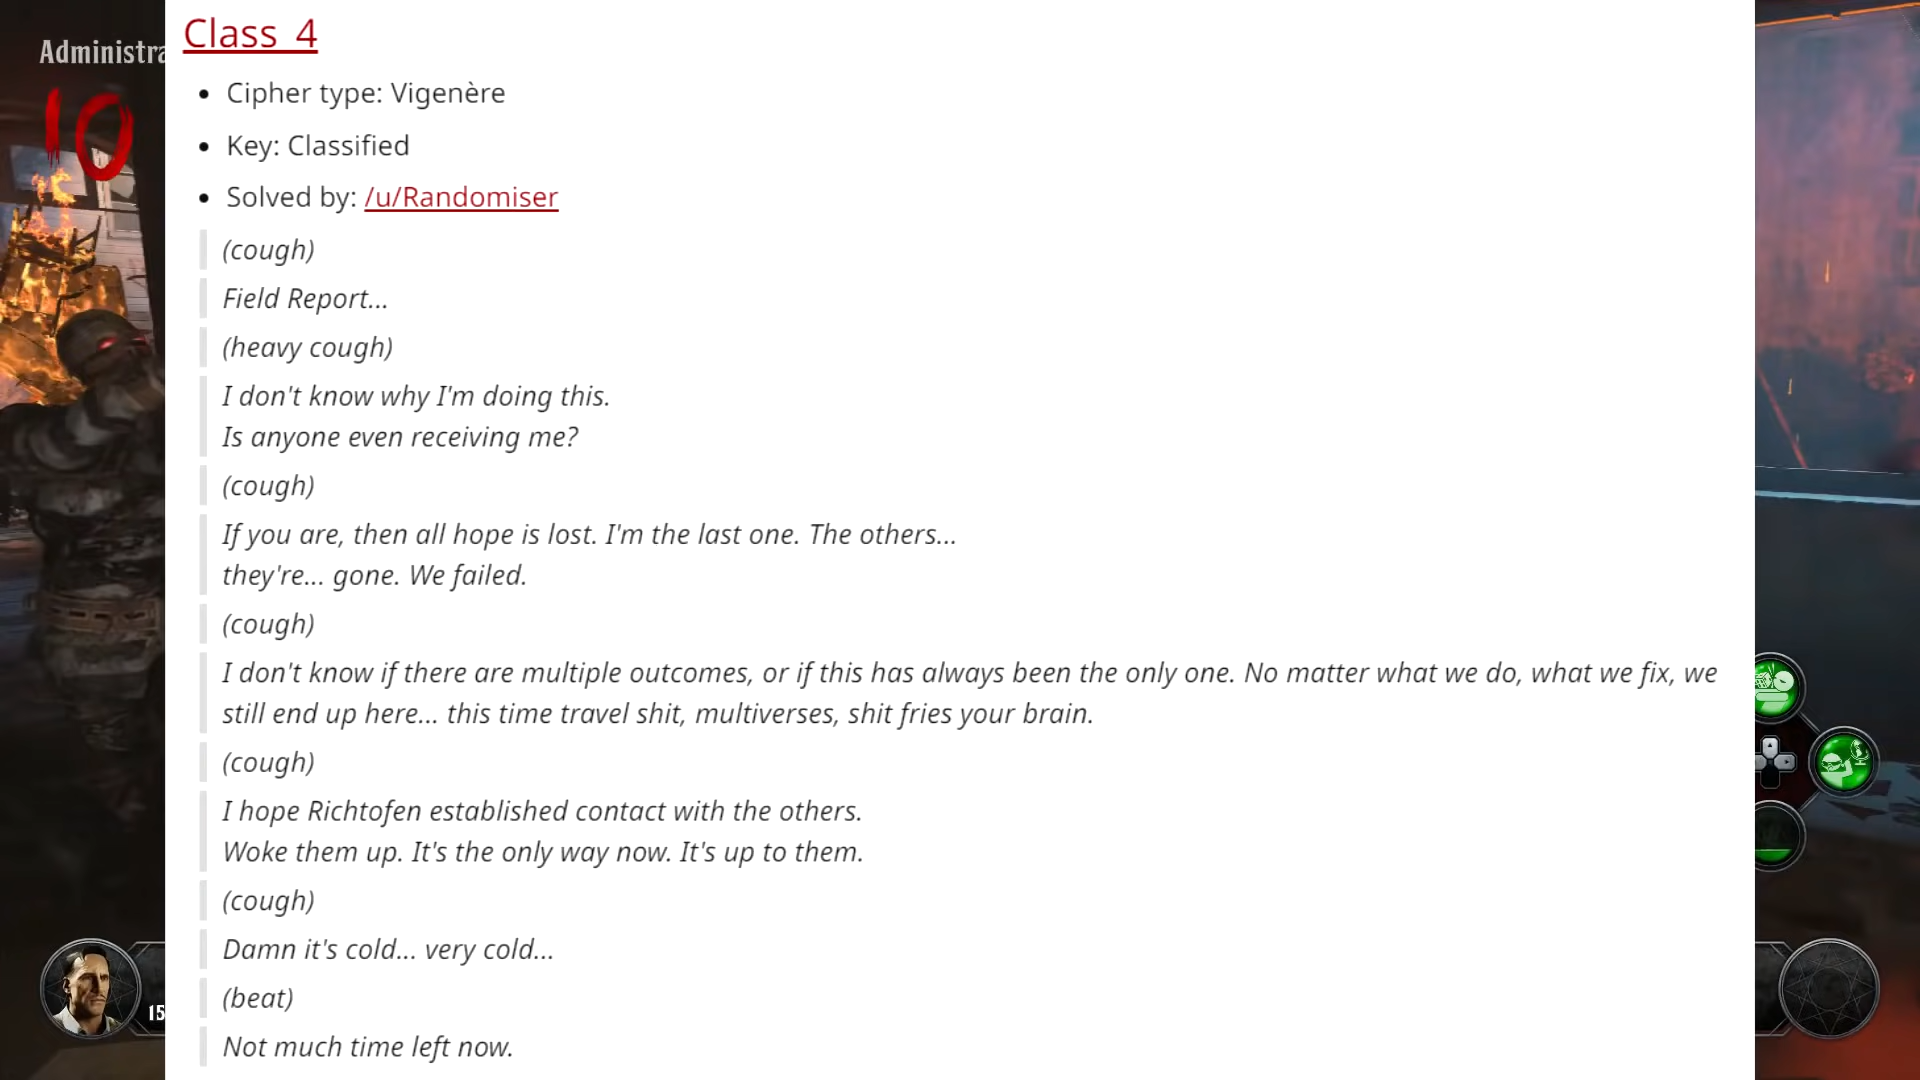 Administra
10
15
Class 4
Cipher type: Vigenère
Key: Classified
Solved by: /u/Randomiser
(cough)
Field Report...
(heavy cough)
I don't know why I'm doing this.
Is anyone even receiving me?
(cough)
If you are, then all hope is lost. I'm the last one. The others...
they're... gone. We failed.
(cough)
I don't know if there are multiple outcomes, or if this has always been the only one. No matter what we do, what we fix, we
still end up here... this time travel shit, multiverses, shit fries your brain.
(cough)
I hope Richtofen established contact with the others.
Woke them up. It's the only way now. It's up to them.
(cough)
Damn it's cold... very cold...
(beat)
Not much time left now.